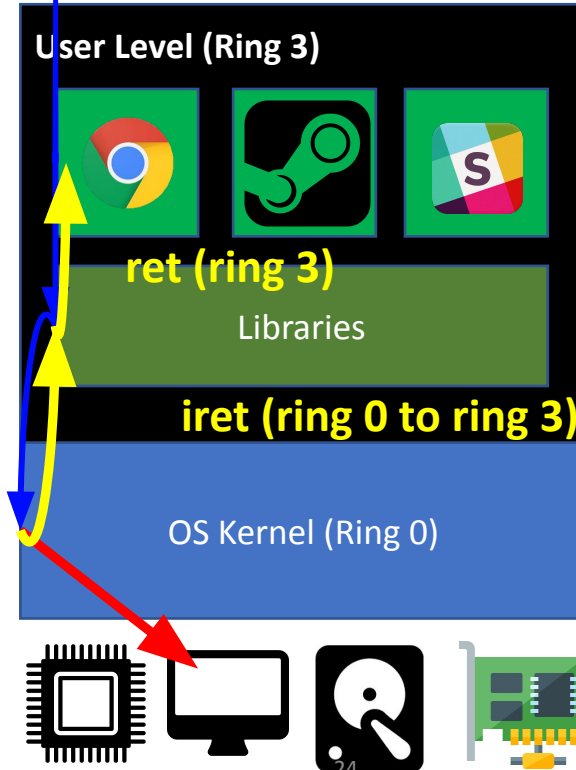 User Level (Ring 3)
S
ret (ring 3)
Libraries
iret (ring 0 to ring 3)
OS Kernel (Ring 0)
24